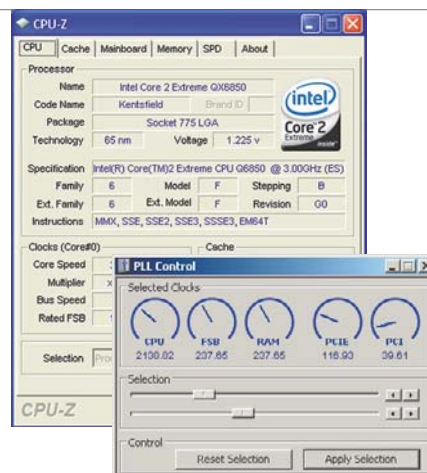 CPU-Z
CPU Cache Mainboard Memory SPD About
Processor
Name Intel Core 2 Extreme QX6850
Code Name Kentsfield Brand ID
Package Socket 775 LGA
Technology 65 nm Voltage 1.225 v
intel
Core 2
Extreme
inside
Specification Intel(R) Core(TM)2 Extreme CPU Q6850 @ 3.00GHz (ES)
Family 6 Model F Stepping B
Ext. Family 6 Ext. Model F Revision G0
Instructions MMX, SSE, SSE2, SSE3, SSSE3, EM64T
Clocks (Core#0) Cache
Core Speed
Multiplier x
Bus Speed
Rated FSB
Selection
CPU-Z
PLL Control
Selected Clocks
CPU FSB RAM PCIE PCI
2138.82 237.65 237.65 118.93 39.61
Selection
Control
Reset Selection Apply Selection